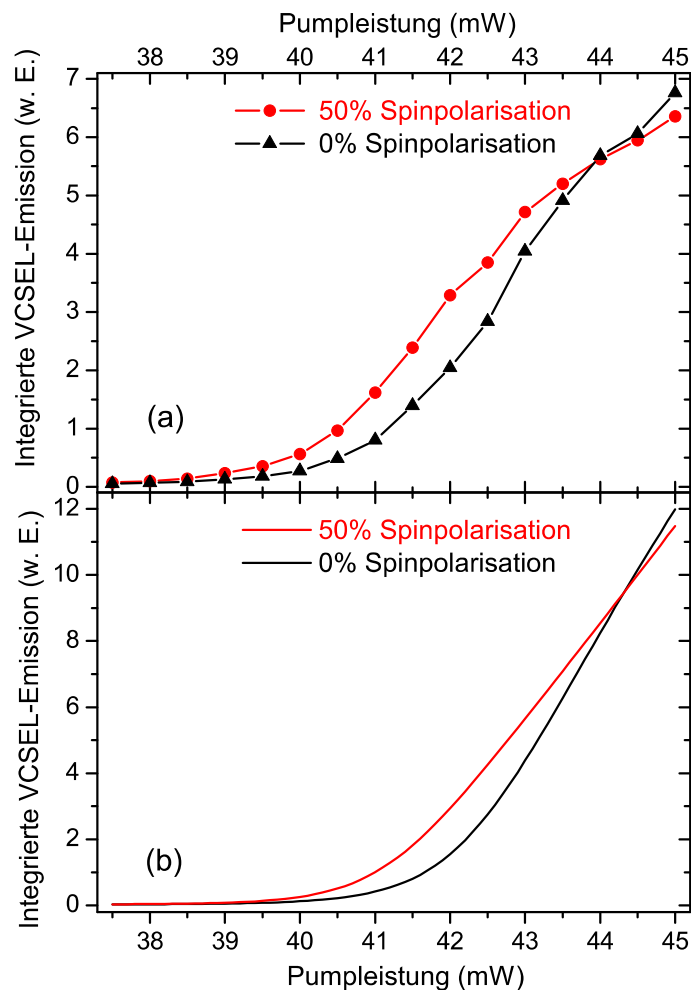 Pumpleistung (mW)
38 39 40 41 42 43 44 45
Integrierte VCSEL-Emission (w. E.)
7
6
5
4
3
2
1
0
50% Spinpolarisation
0% Spinpolarisation
(a)
Integrierte VCSEL-Emission (w. E.)
12
10
8
6
4
2
0
50% Spinpolarisation
0% Spinpolarisation
(b)
38 39 40 41 42 43 44 45
Pumpleistung (mW)